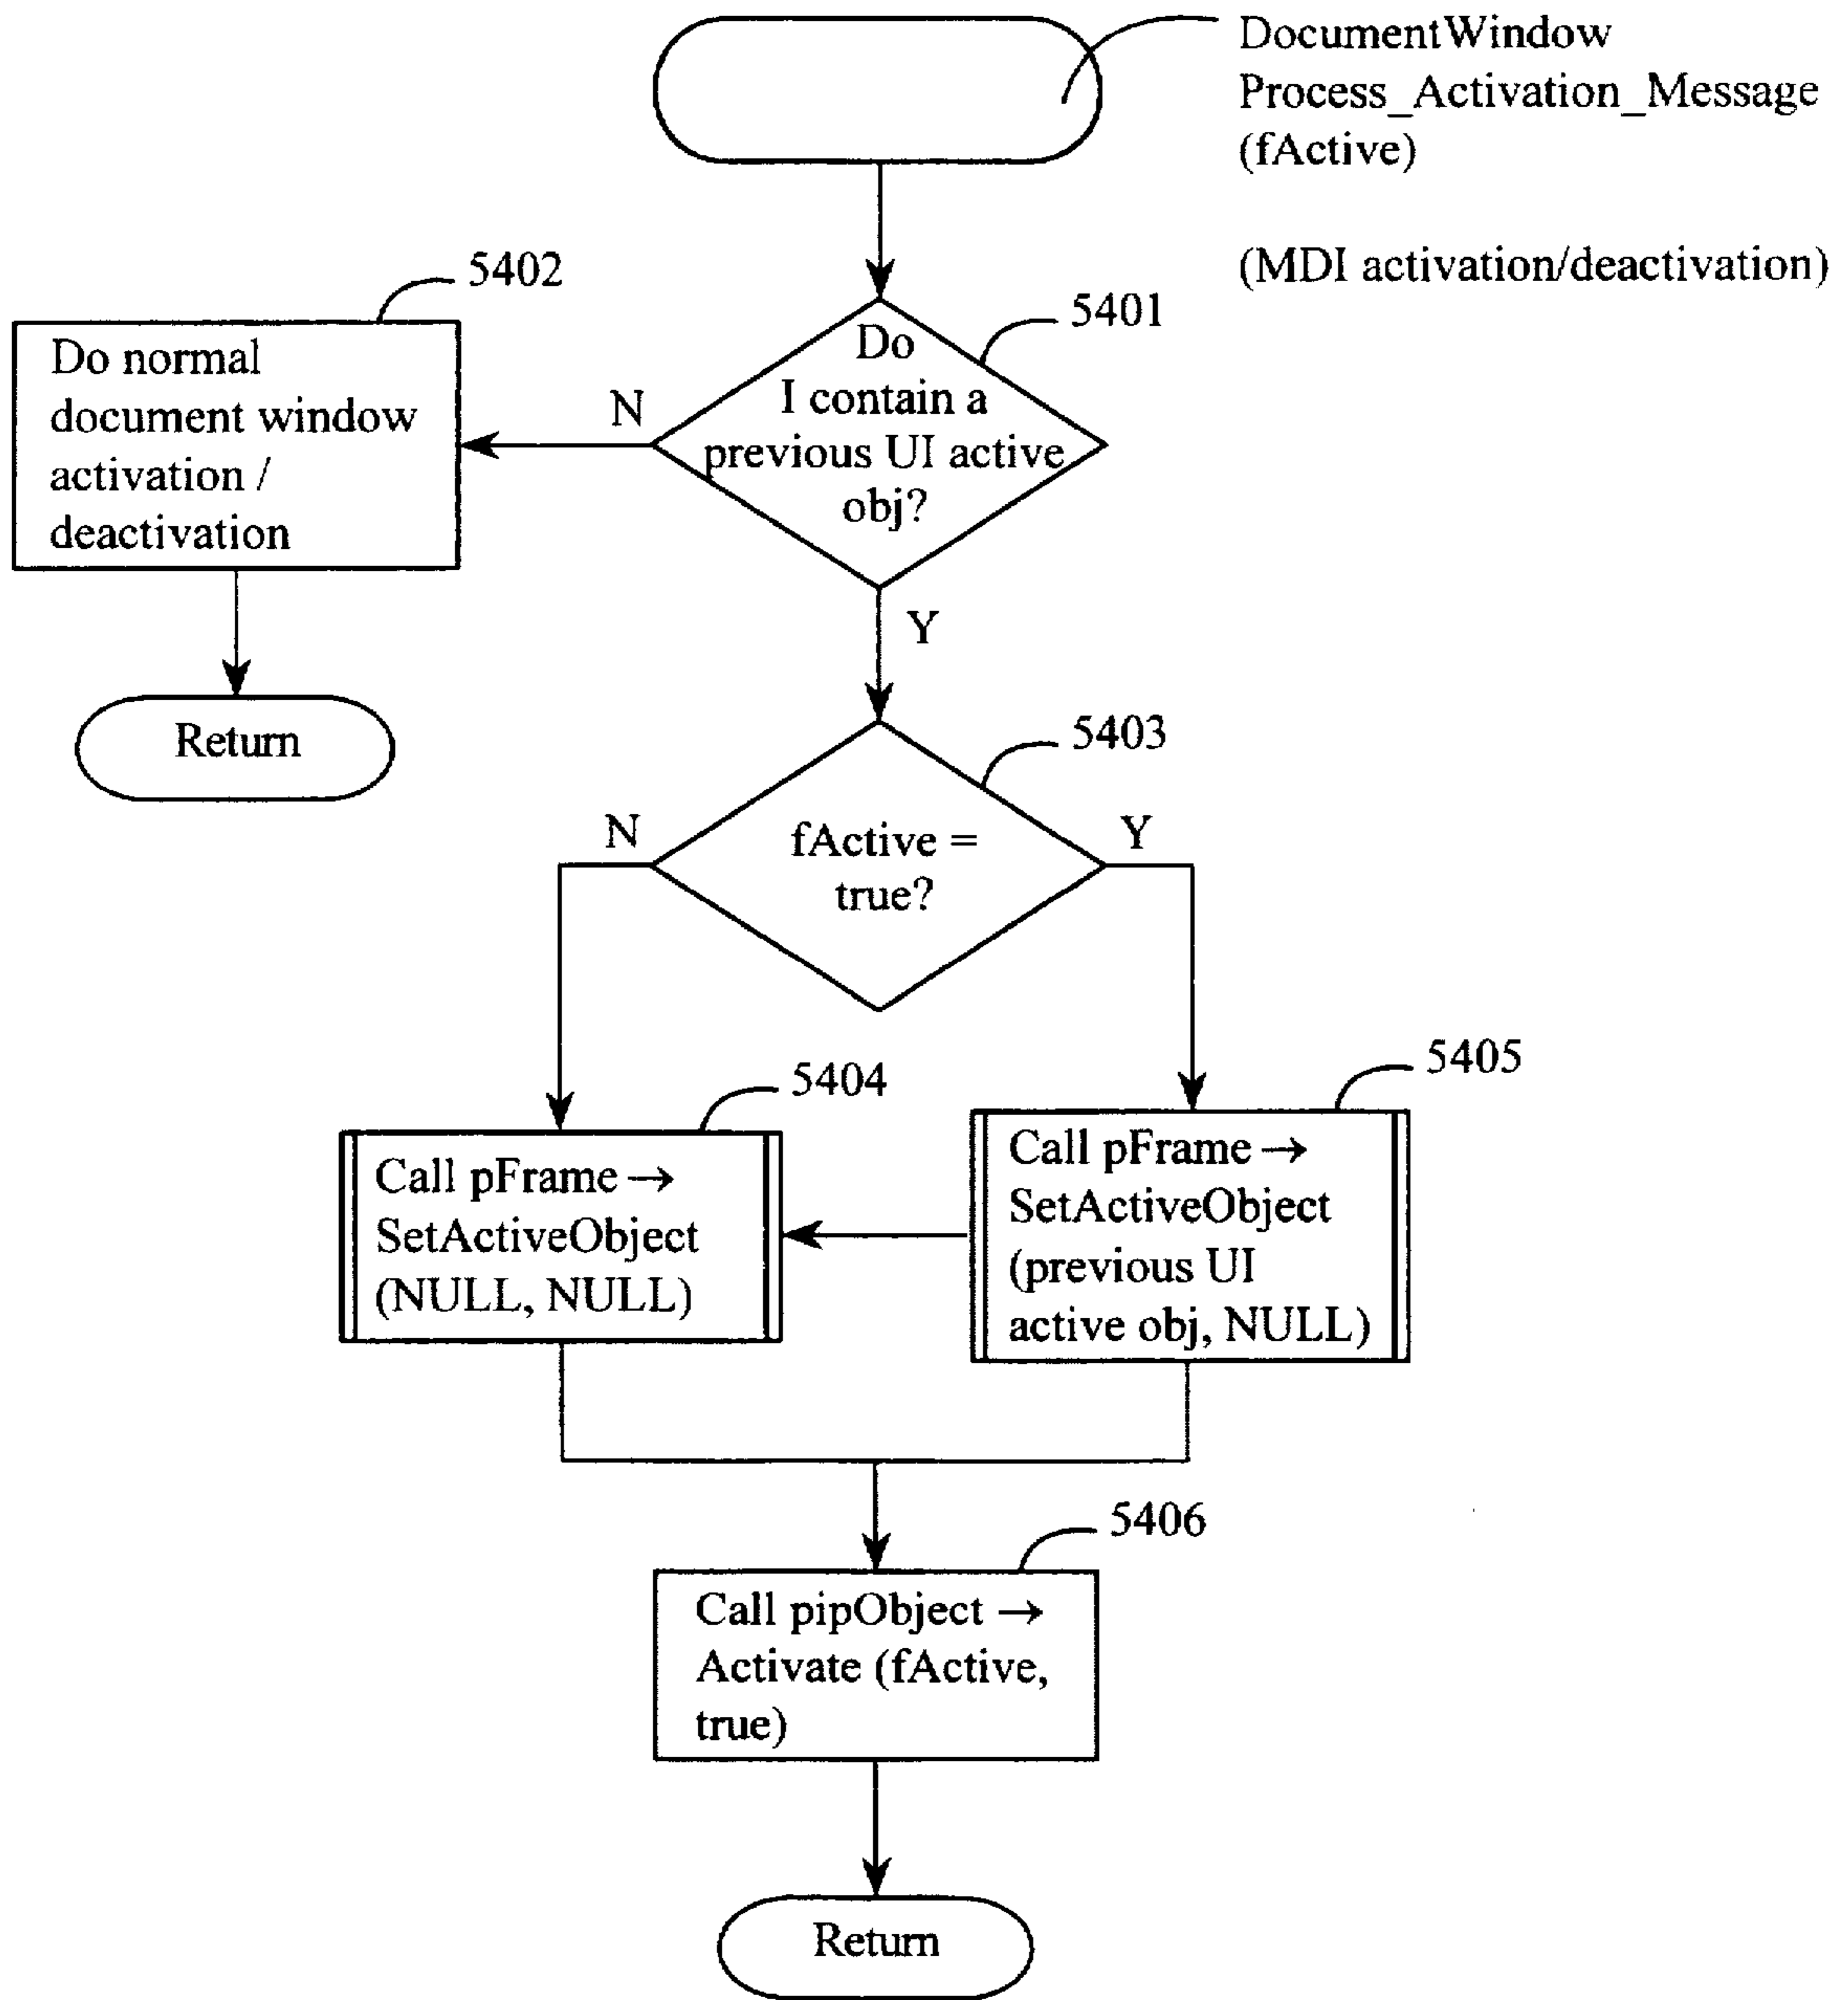 DocumentWindow
Process_Activation_Message
(fActive)
(MDI activation/deactivation)
5402
5401
Do normal
document window
activation /
deactivation
N
Do
I contain a
previous UI active
obj?
Y
Return
5403
N
fActive =
true?
Y
5404
5405
Call pFrame →
SetActiveObject
(NULL, NULL)
Call pFrame →
SetActiveObject
(previous UI
active obj, NULL)
5406
Call pipObject →
Activate (fActive,
true)
Return